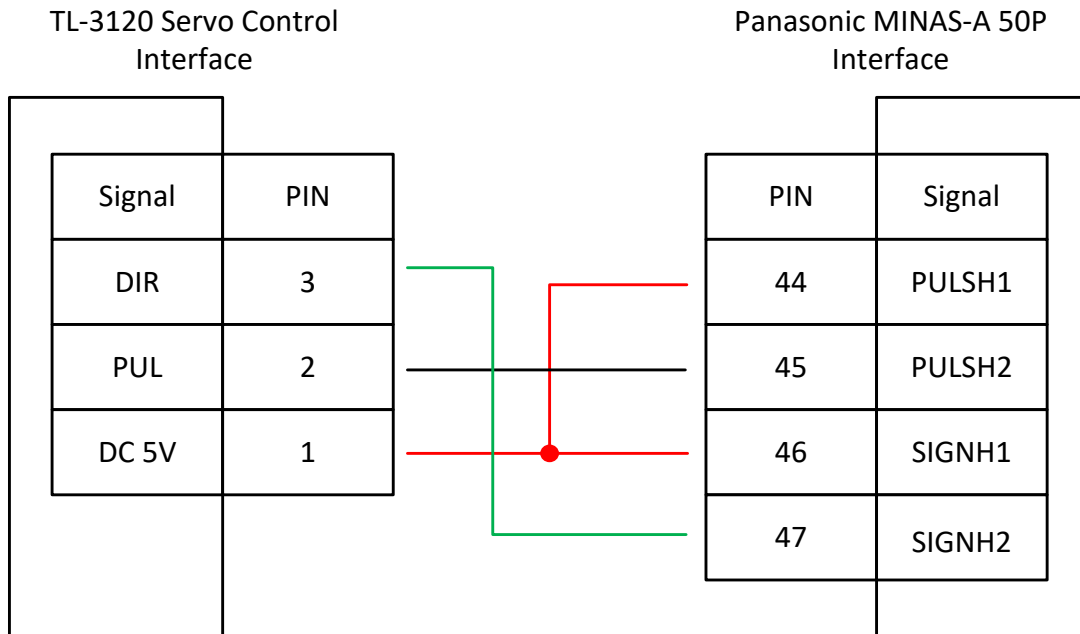 TL-3120 Servo Control
Interface
Panasonic MINAS-A 50P
Interface
Signal PIN
DIR 3
PUL 2
DC 5V 1
PIN Signal
44 PULSH1
45 PULSH2
46 SIGNH1
47 SIGNH2